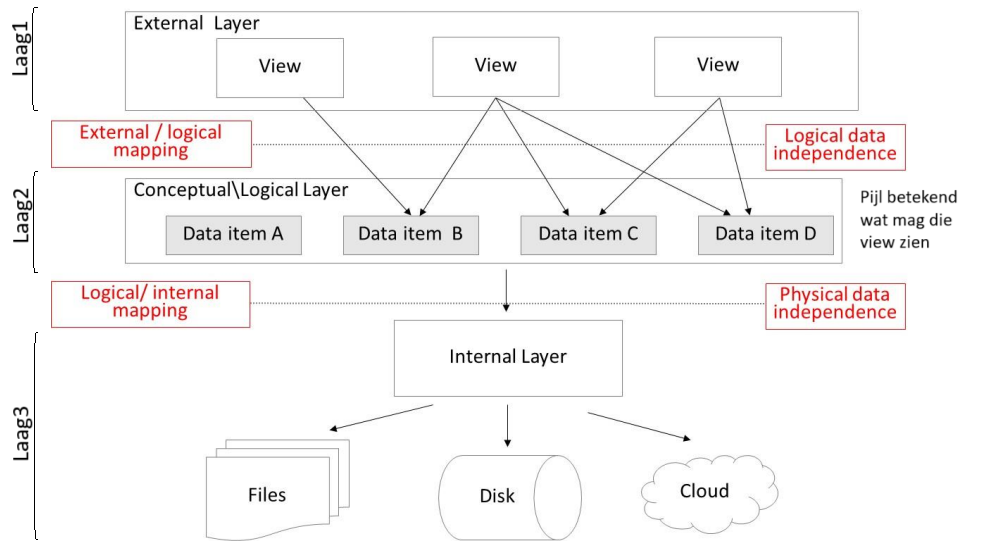 Laag1
External Layer
View
View
View
External / logical
mapping
Logical data
independence
Laag2
Conceptual\Logical Layer
Data item A
Data item B
Data item C
Data item D
Pijl betekend
wat mag die
view zien
Logical/ internal
mapping
Physical data
independence
Laag3
Internal Layer
Files
Disk
Cloud